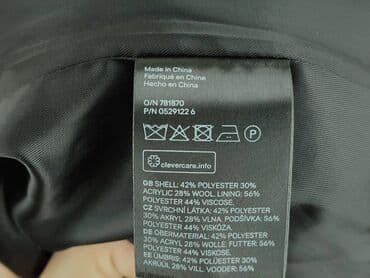 Made in China
Fabriqué en China
Hecho en China
O/N 781870
P/N 0529122 6
P
clevercare.info
GB SHELL: 42% POLYESTER 30%
ACRYLIC 28% WOOL LINING: 56%
POLYESTER 44% VISCOSE.
CZ SVRCHNÍ LÁTKA: 42% POLYESTER
30% AKRYL 28% VLNA PODŠÍVKA: 56%
POLYESTER 44% VISKÓZA.
DE OBERMATERIAL: 42% POLYESTER
30% ACRYL 28% WOLLE; FUTTER: 56%
POLYESTER 44% VISKOSE.
EE ÜMBRIS: 42% POLÜESTER 30%
AKRÜÜL 28% VILL VOODER: 56%